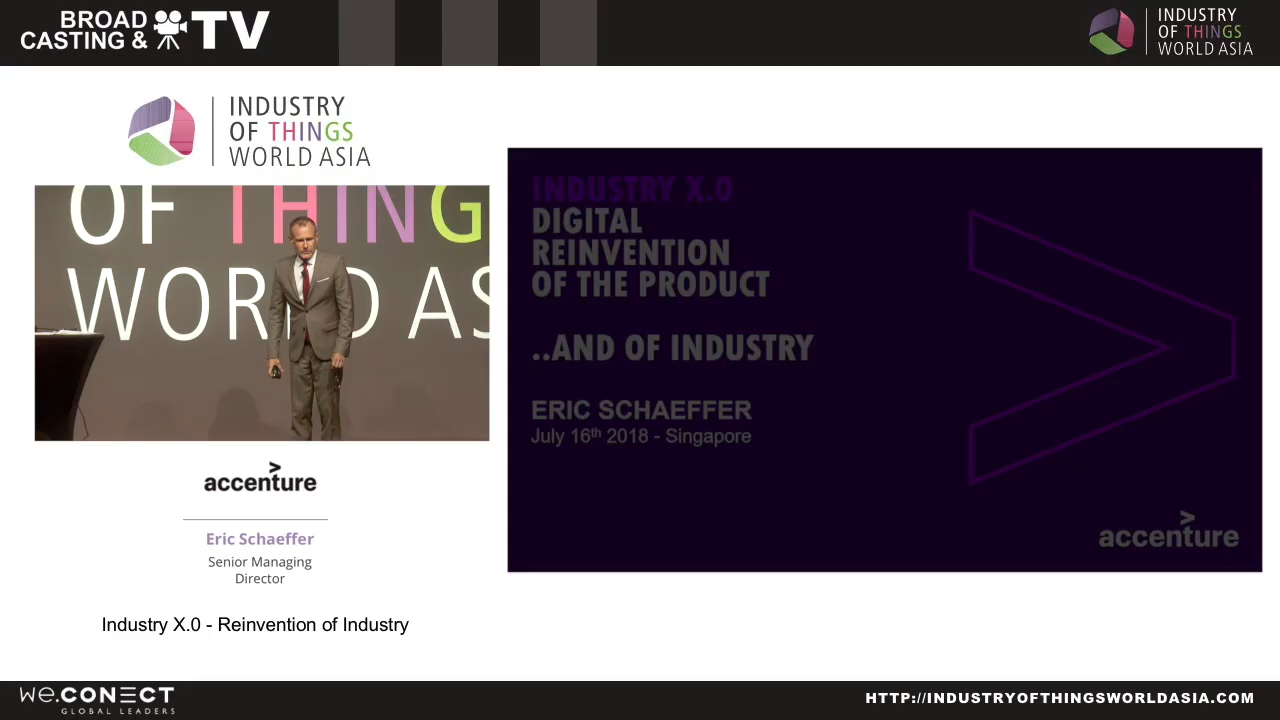 BROAD
CASTING & TV
INDUSTRY
OF THINGS
WORLD ASIA
INDUSTRY
OF THINGS
WORLD ASIA
OF THING
WORLD AS
accenture
Eric Schaeffer
Senior Managing
Director
Industry X.0 - Reinvention of Industry
INDUSTRY X.0
DIGITAL
REINVENTION
OF THE PRODUCT
..AND OF INDUSTRY
ERIC SCHAEFFER
July 16th 2018 - Singapore
accenture
we.CONECT
GLOBAL LEADERS
HTTP://INDUSTRYOFTHINGSWORLDASIA.COM